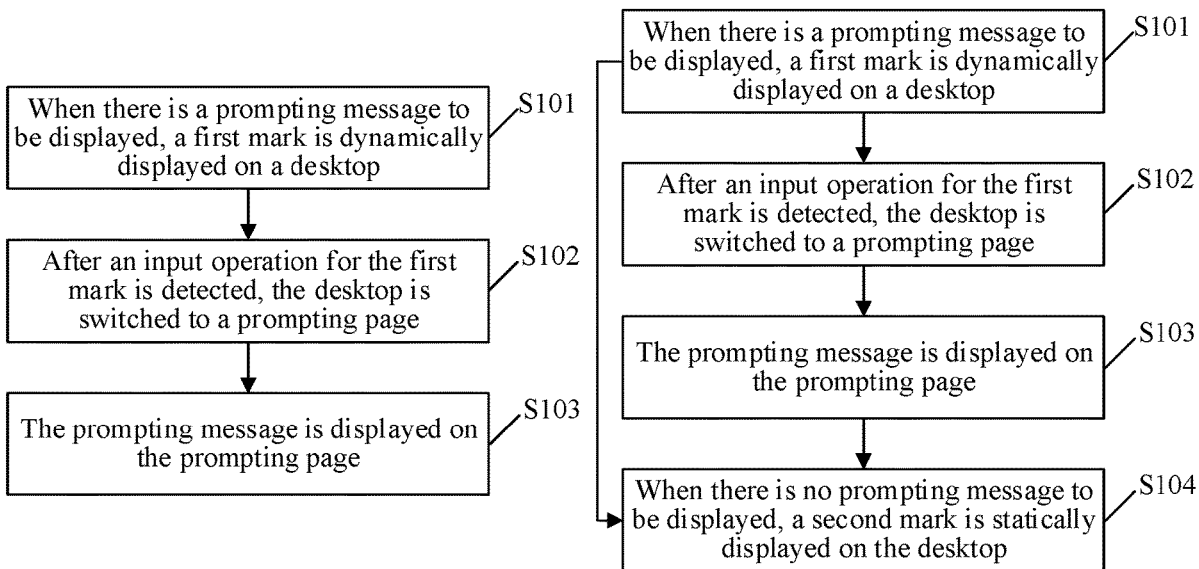 When there is a prompting message to
be displayed, a first mark is dynamically
displayed on a desktop
S101
After an input operation for the first
mark is detected, the desktop is
switched to a prompting page
S102
The prompting message is displayed on
the prompting page
S103
When there is a prompting message to
be displayed, a first mark is dynamically
displayed on a desktop
S101
After an input operation for the first
mark is detected, the desktop is
switched to a prompting page
S102
The prompting message is displayed on
the prompting page
S103
When there is no prompting message to
be displayed, a second mark is statically
displayed on the desktop
S104